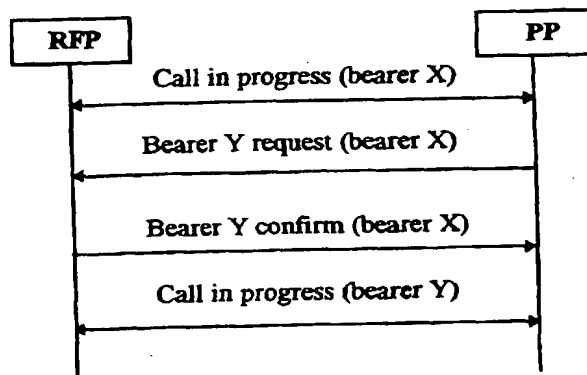 RFP
PP
Call in progress (bearer X)
Bearer Y request (bearer X)
Bearer Y confirm (bearer X)
Call in progress (bearer Y)